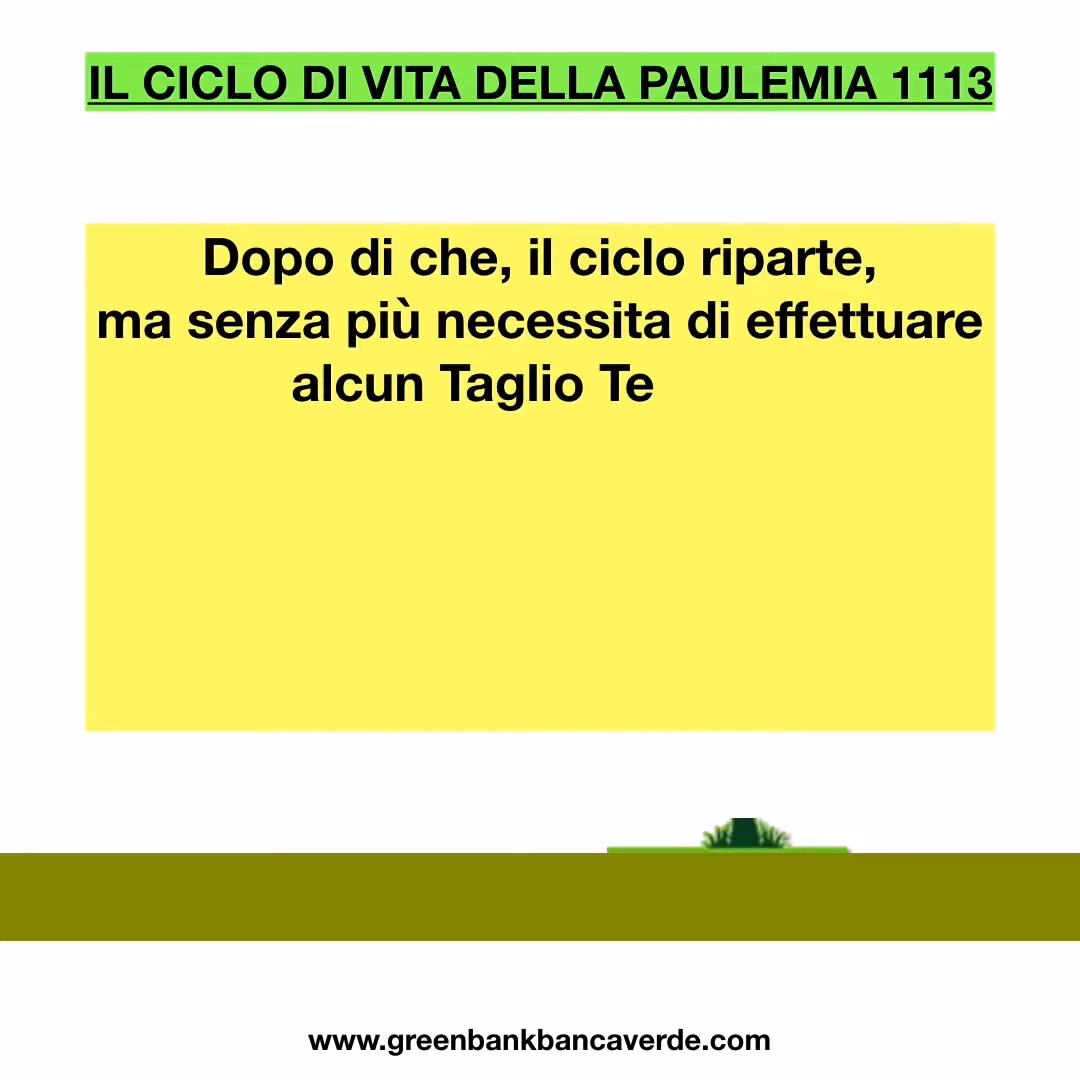 IL CICLO DI VITA DELLA PAULEMIA 1113
Dopo di che, il ciclo riparte,
ma senza più necessita di effettuare
alcun Taglio Te
www.greenbankbancaverde.com